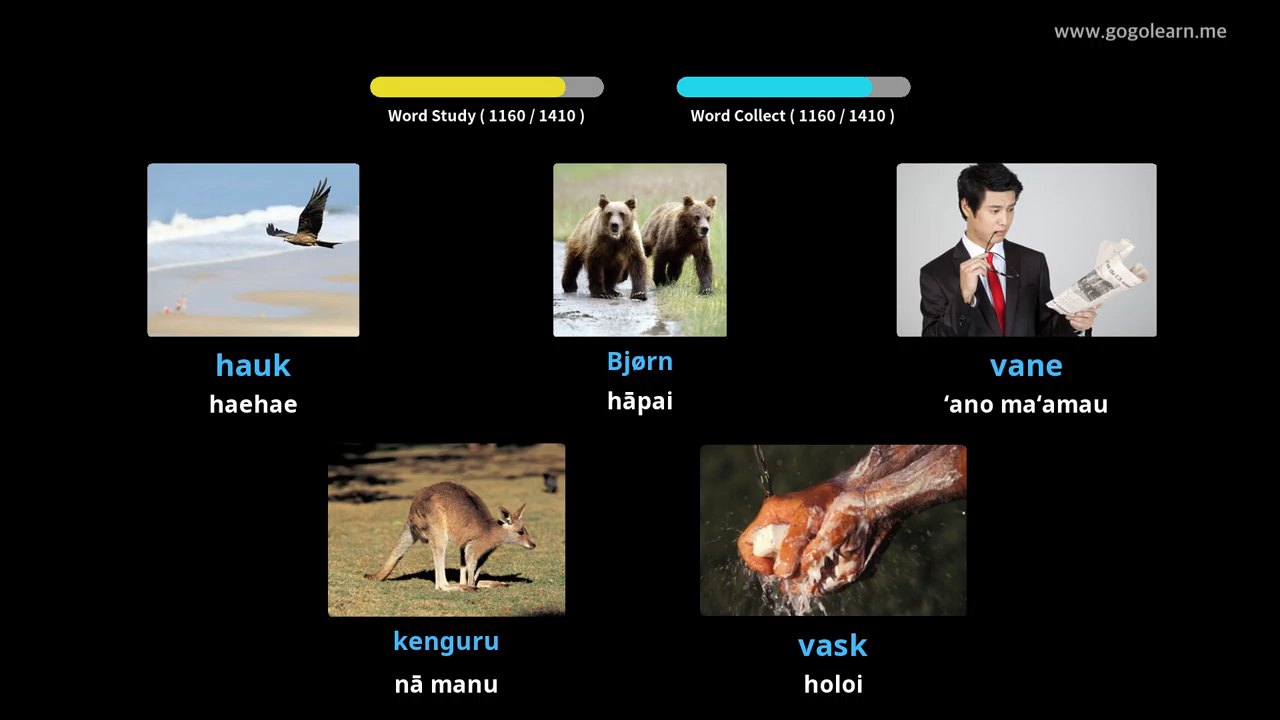 www.gogolearn.me
Word Study ( 1160 / 1410 )
Word Collect ( 1160 / 1410 )
hauk
haehae
Bjørn
hāpai
vane
ʻano maʻamau
kenguru
nā manu
vask
holoi